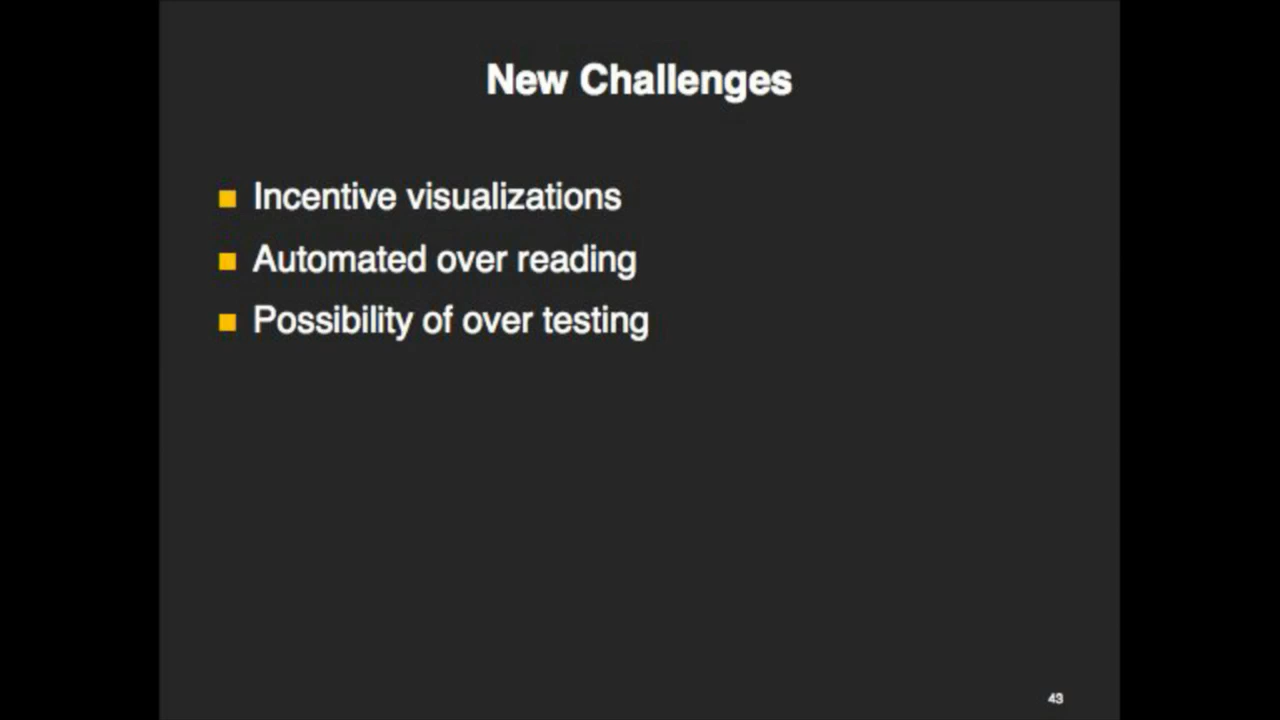 New Challenges
Incentive visualizations
Automated over reading
Possibility of over testing
43